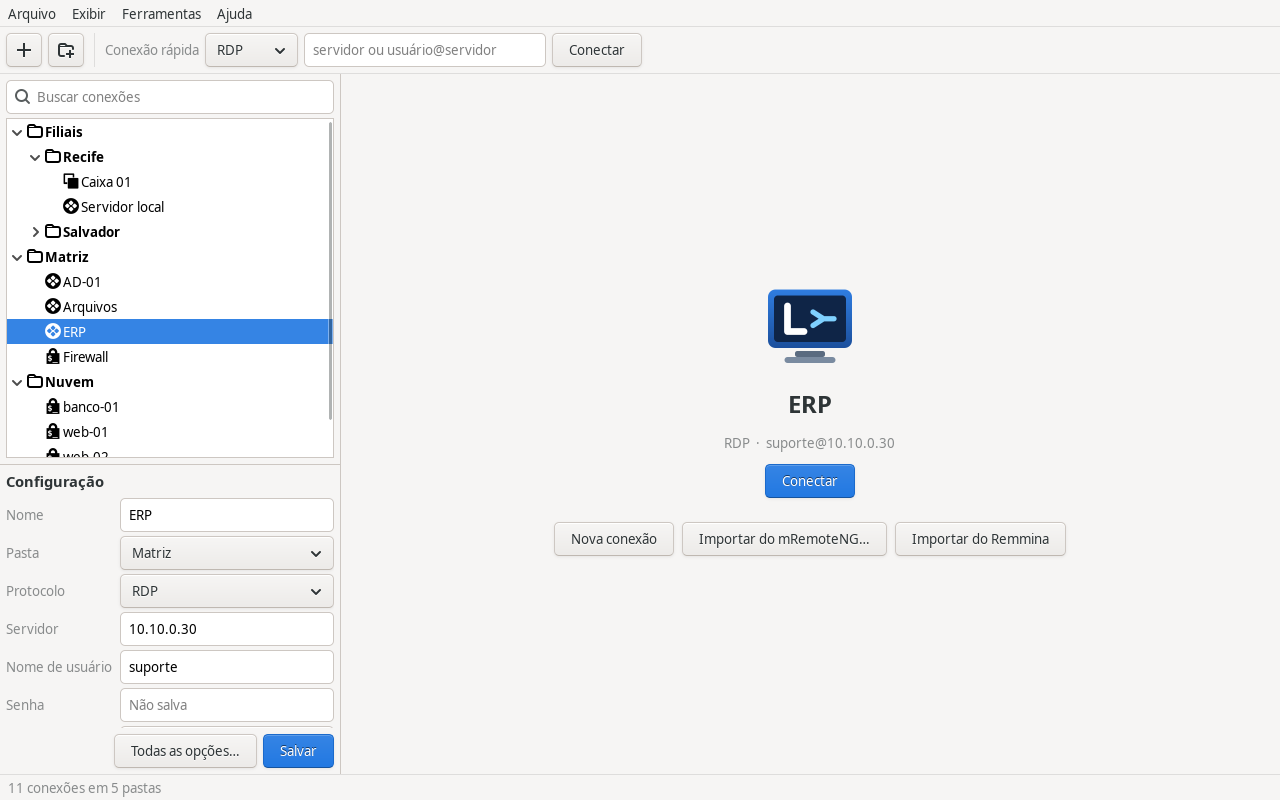 Arquivo Exibir Ferramentas Ajuda
Conexão rápida RDP servidor ou usuário@servidor Conectar
Buscar conexões
Filiais
Recife
Caixa 01
Servidor local
Salvador
Matriz
AD-01
Arquivos
ERP
Firewall
Nuvem
banco-01
web-01
web-02
Configuração
Nome ERP
Pasta Matriz
Protocolo RDP
Servidor 10.10.0.30
Nome de usuário suporte
Senha Não salva
Todas as opções... Salvar
ERP
RDP · suporte@10.10.0.30
Conectar
Nova conexão Importar do mRemoteNG... Importar do Remmina
11 conexões em 5 pastas